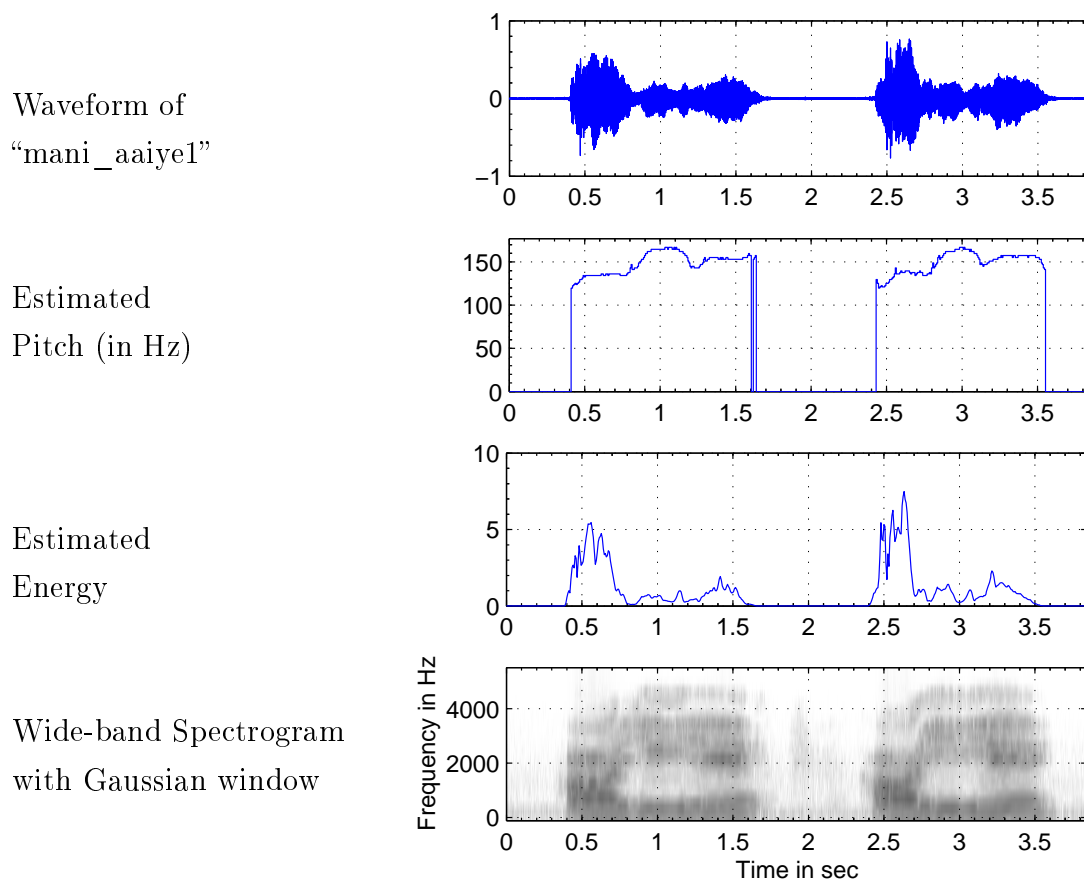 Waveform of
“mani_aaiye1”
1
0
−1
0 0.5 1 1.5 2 2.5 3 3.5
Estimated
Pitch (in Hz)
150
100
50
0
0 0.5 1 1.5 2 2.5 3 3.5
Estimated
Energy
10
5
0
0 0.5 1 1.5 2 2.5 3 3.5
Wide-band Spectrogram
with Gaussian window
Frequency in Hz
4000
2000
0
0 0.5 1 1.5 2 2.5 3 3.5
Time in sec